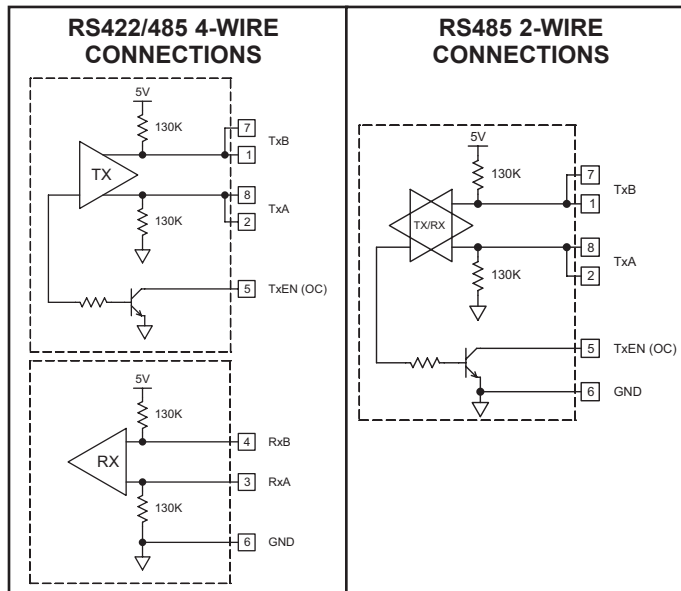 RS422/485 4-WIRE
CONNECTIONS
5V
130K
7
TxB
1
TX
8
TxA
130K
2
5
TxEN (OC)
5V
130K
4
RxB
RX
3
RxA
130K
6
GND
RS485 2-WIRE
CONNECTIONS
5V
7
130K
TxB
1
TX/RX
8
TxA
130K
2
5
TxEN (OC)
6
GND